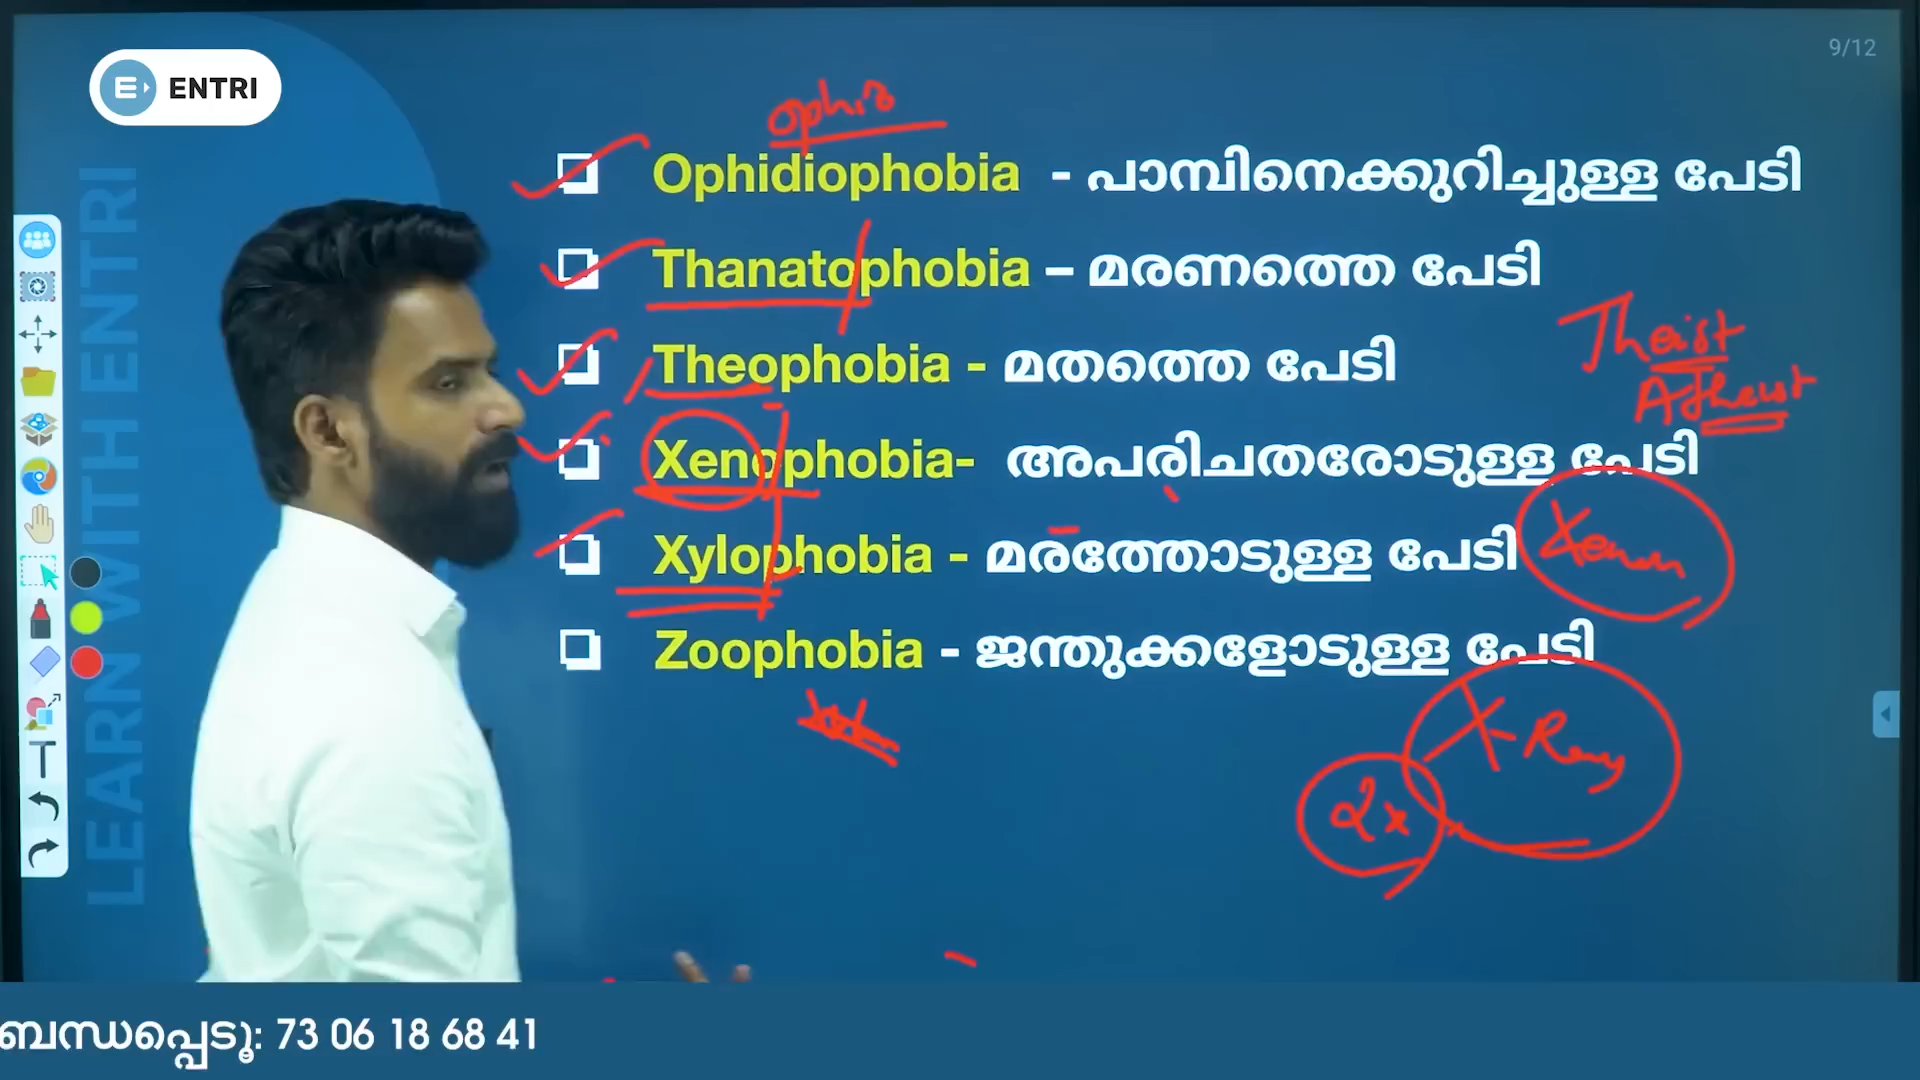 9/12
ENTRI
LEARN WITH ENTRI
Ophidiophobia - പാമ്പിനെക്കുറിച്ചുള്ള പേടി
Thanatophobia – മരണത്തെ പേടി
Theophobia - മതത്തെ പേടി
Theist
Atheist
Xenophobia- അപരിചതരോടുള്ള പേടി
Xylophobia - മരത്തോടുള്ള പേടി
Xenon
Zoophobia - ജന്തുക്കളോടുള്ള പേടി
X Ray
ബന്ധപ്പെടൂ: 73 06 18 68 41